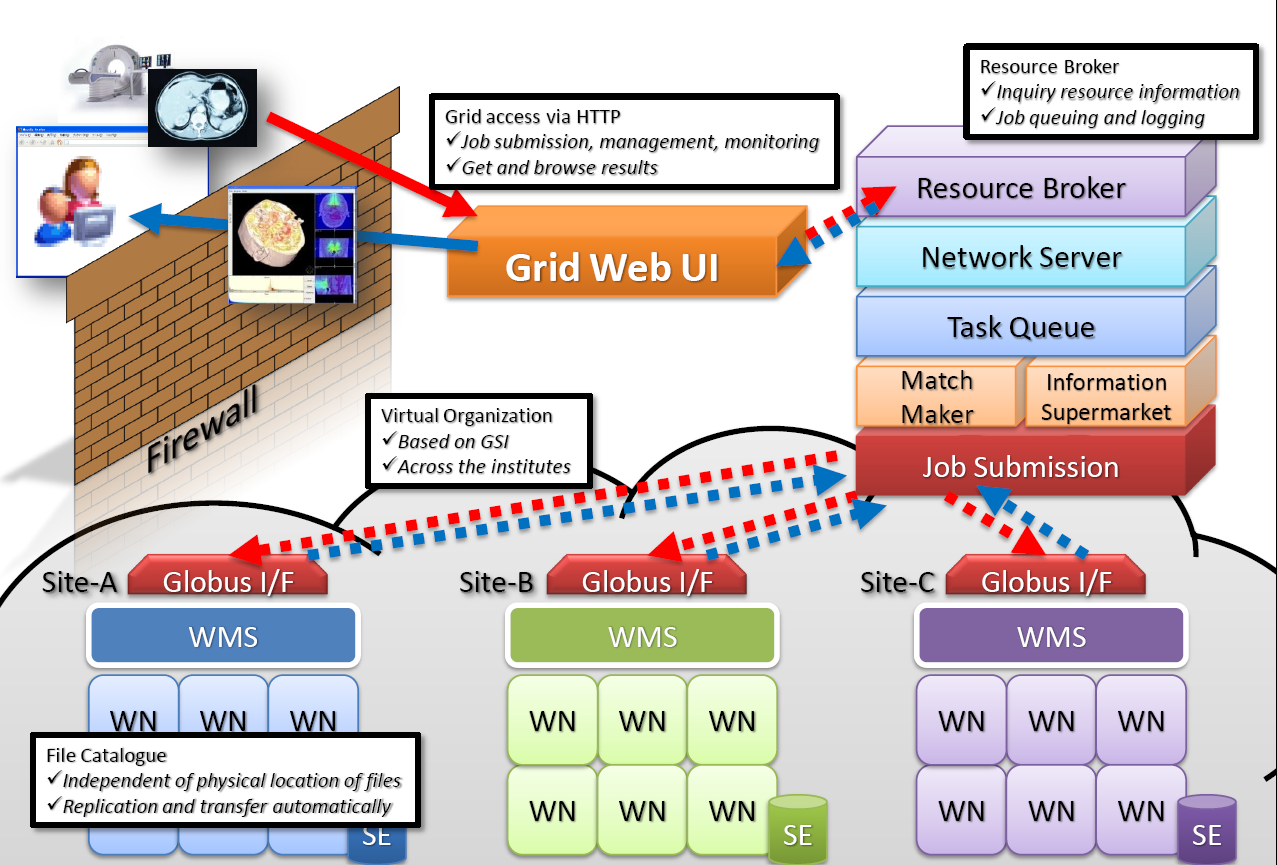 Resource Broker
✓Inquiry resource information
✓Job queuing and logging
Grid access via HTTP
✓Job submission, management, monitoring
✓Get and browse results
Resource Broker
Grid Web UI
Network Server
Task Queue
Match
Maker
Information
Supermarket
Firewall
Virtual Organization
✓Based on GSI
✓Across the institutes
Job Submission
Site-A
Globus I/F
Site-B
Globus I/F
Site-C
Globus I/F
WMS
WMS
WMS
WN WN WN
WN WN WN
WN WN WN
File Catalogue
✓Independent of physical location of files
✓Replication and transfer automatically
WN WN WN
WN WN WN
SE
SE
SE